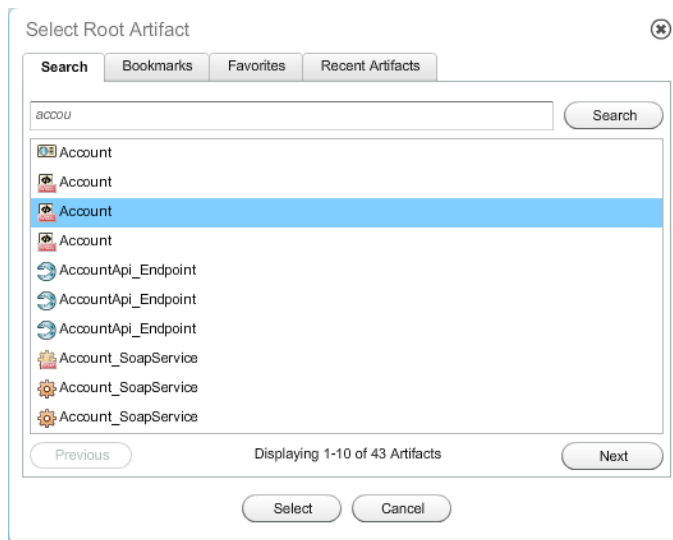 Select Root Artifact
Search Bookmarks Favorites Recent Artifacts
accou Search
Account
Account
Account
Account
AccountApi_Endpoint
AccountApi_Endpoint
AccountApi_Endpoint
Account_SoapService
Account_SoapService
Account_SoapService
Previous Displaying 1-10 of 43 Artifacts Next
Select Cancel